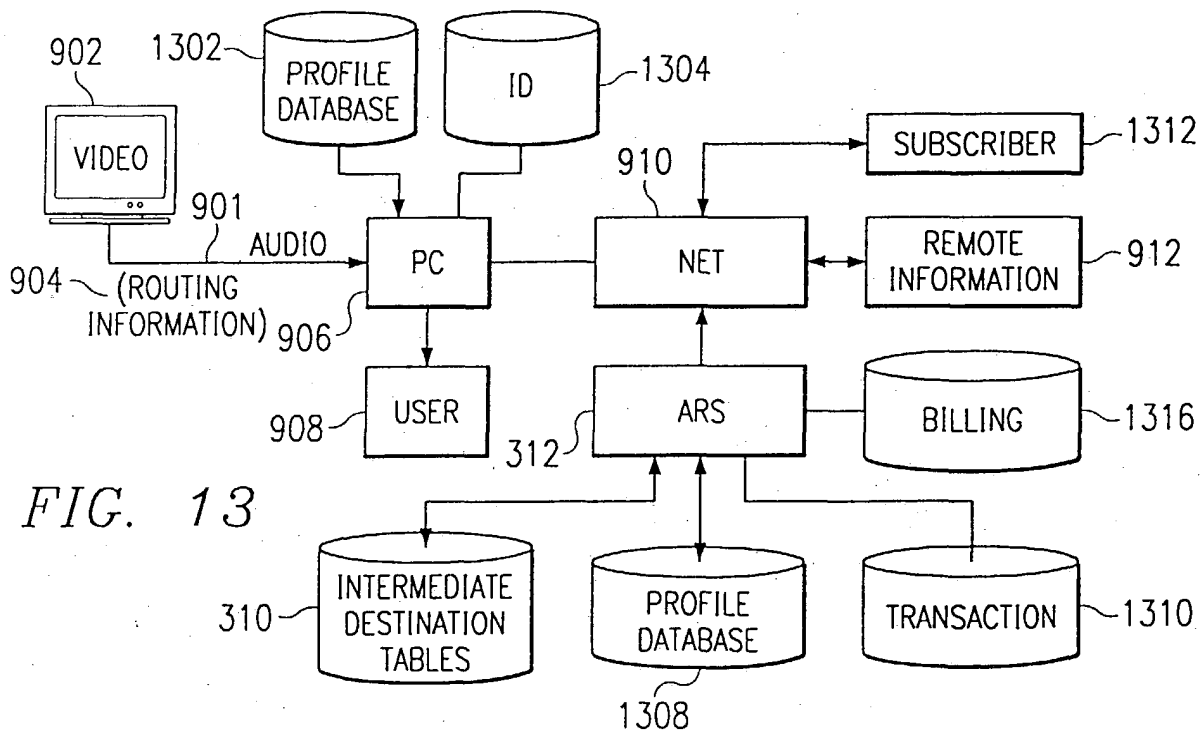 1302
PROFILE
DATABASE
ID
1304
902
VIDEO
901
AUDIO
904
(ROUTING
INFORMATION)
PC
906
USER
908
910
NET
SUBSCRIBER
1312
REMOTE
INFORMATION
912
ARS
312
BILLING
1316
FIG. 13
310
INTERMEDIATE
DESTINATION
TABLES
PROFILE
DATABASE
1308
TRANSACTION
1310